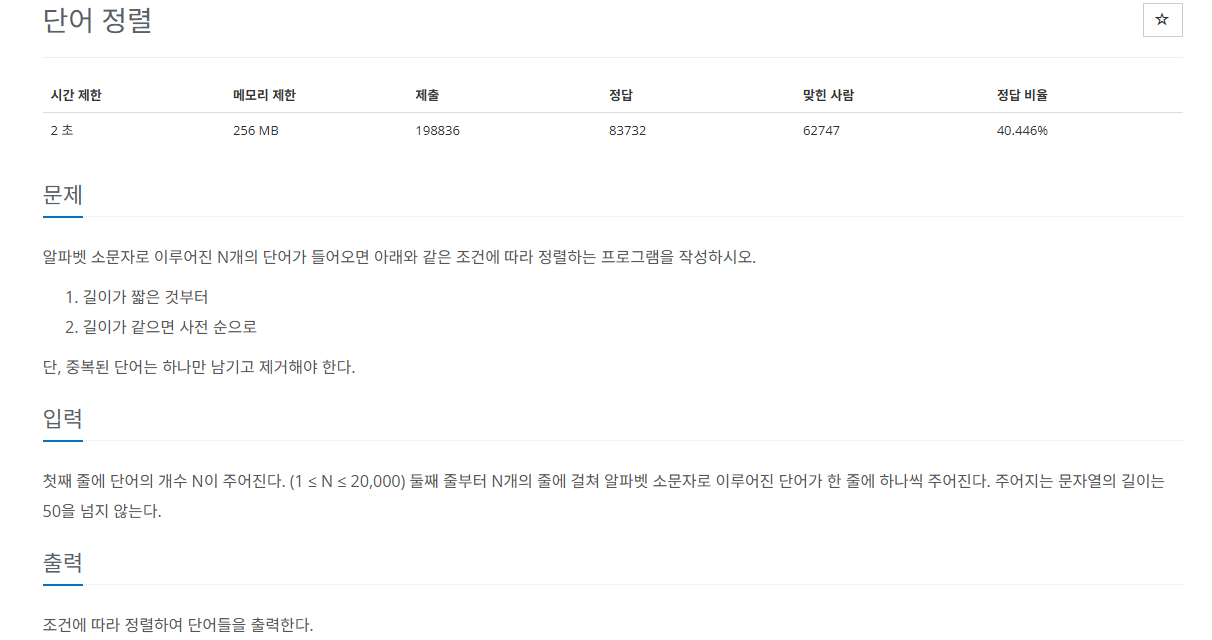 단어 정렬
☆
시간 제한 메모리 제한 제출 정답 맞힌 사람 정답 비율
2 초 256 MB 198836 83732 62747 40.446%
문제
알파벳 소문자로 이루어진 N개의 단어가 들어오면 아래와 같은 조건에 따라 정렬하는 프로그램을 작성하시오.
1. 길이가 짧은 것부터
2. 길이가 같으면 사전 순으로
단, 중복된 단어는 하나만 남기고 제거해야 한다.
입력
첫째 줄에 단어의 개수 N이 주어진다. (1 ≤ N ≤ 20,000) 둘째 줄부터 N개의 줄에 걸쳐 알파벳 소문자로 이루어진 단어가 한 줄에 하나씩 주어진다. 주어지는 문자열의 길이는
50을 넘지 않는다.
출력
조건에 따라 정렬하여 단어들을 출력한다.